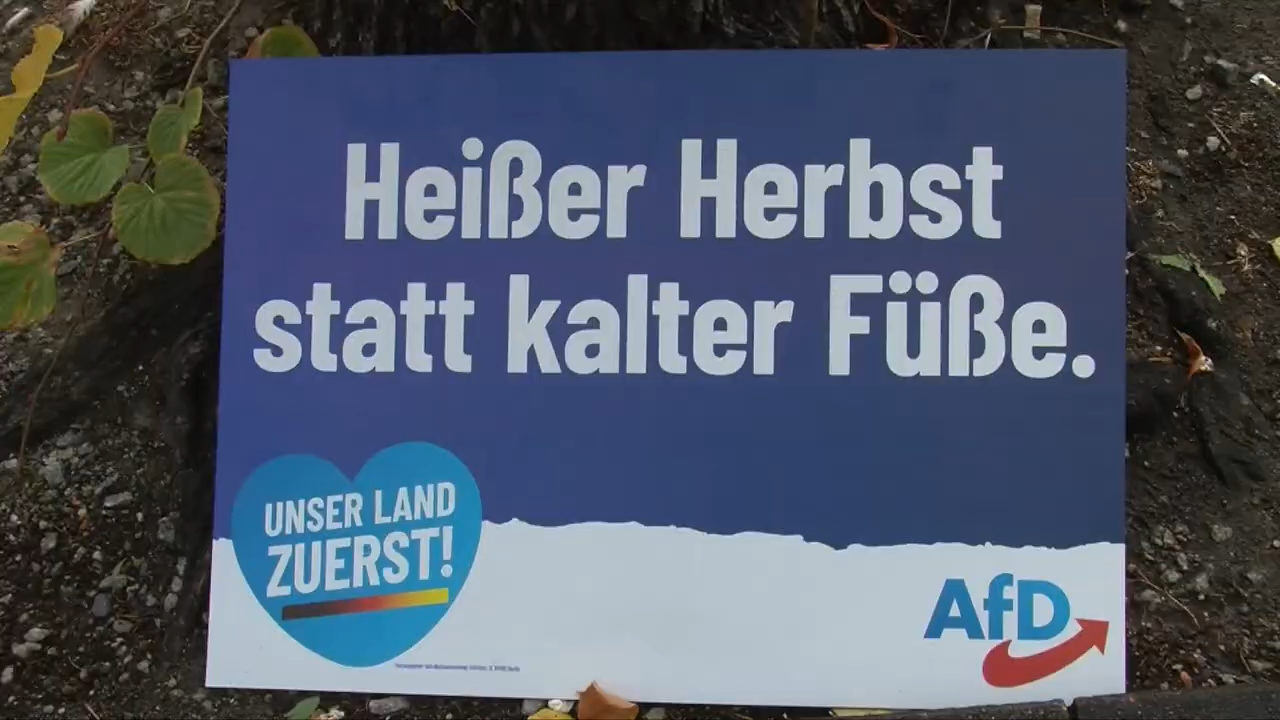 Heißer Herbst
statt kalter Füße.
UNSER LAND
ZUERST!
AfD